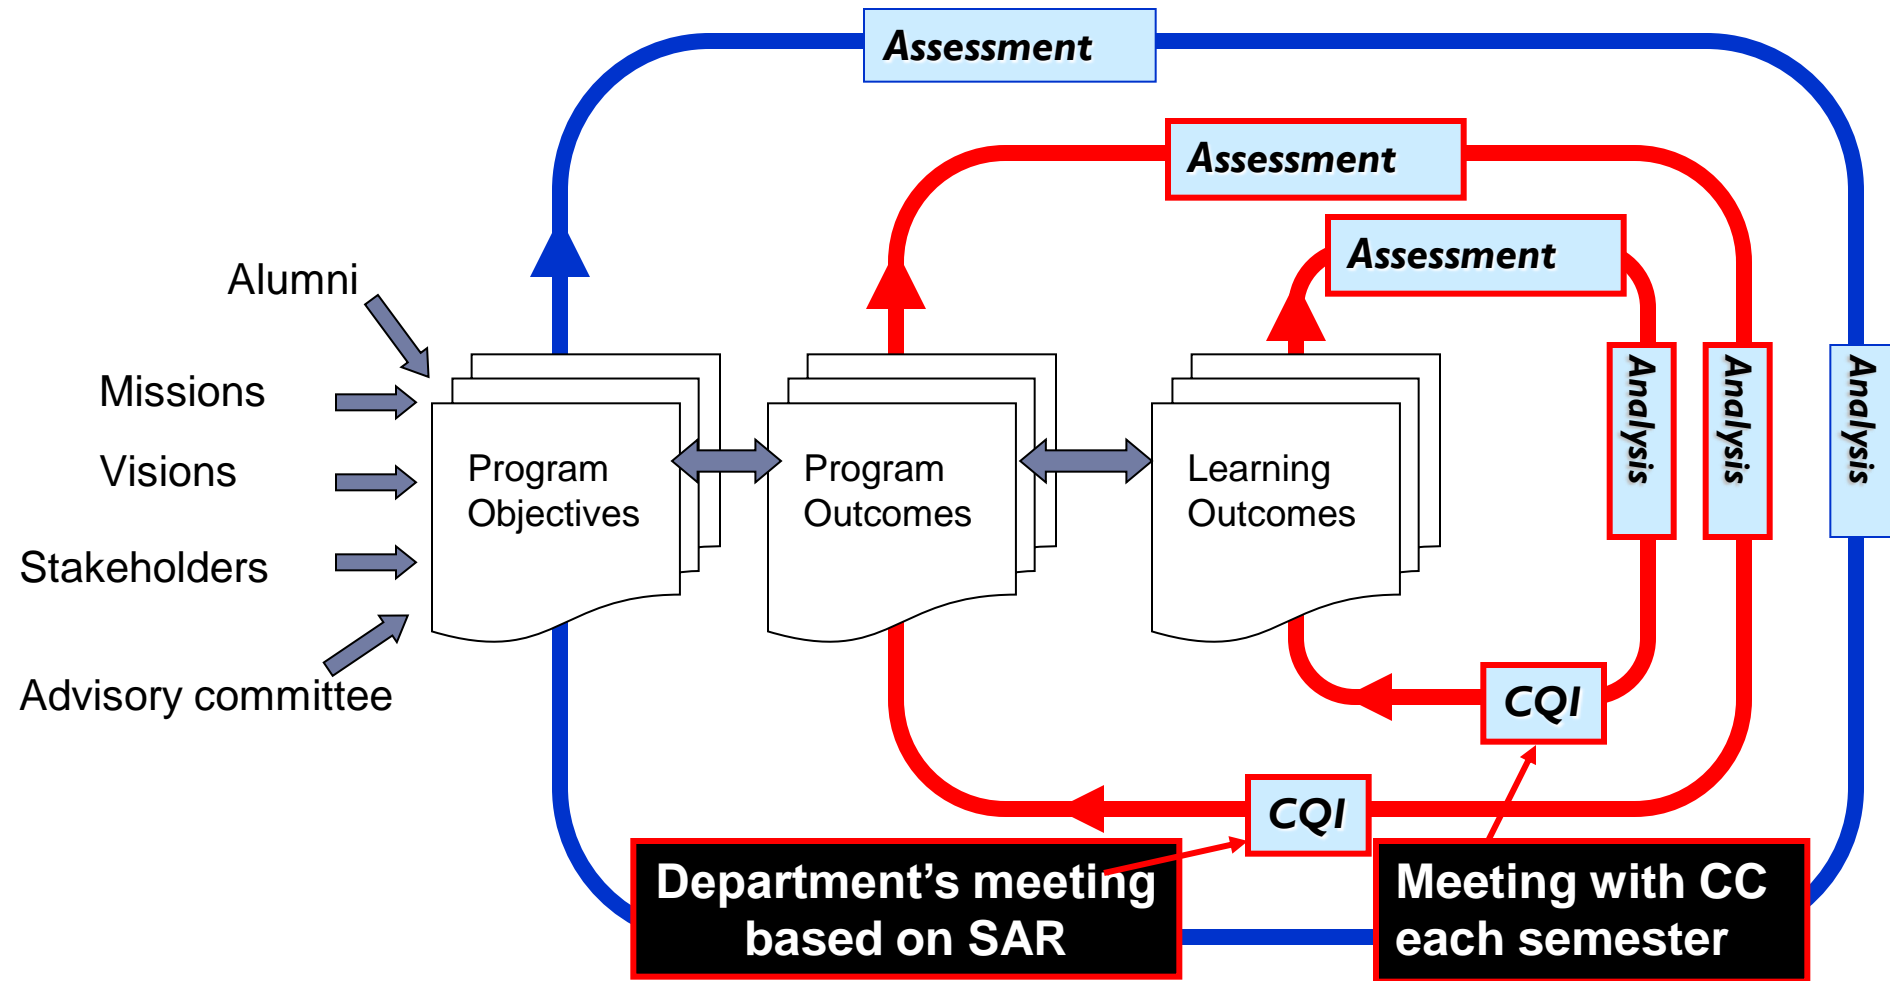 Assessment
Assessment
Assessment
Alumni
Missions
Visions
Stakeholders
Advisory committee
Program
Objectives
Program
Outcomes
Learning
Outcomes
Analysis
Analysis
Analysis
CQI
CQI
Department's meeting
based on SAR
Meeting with CC
each semester